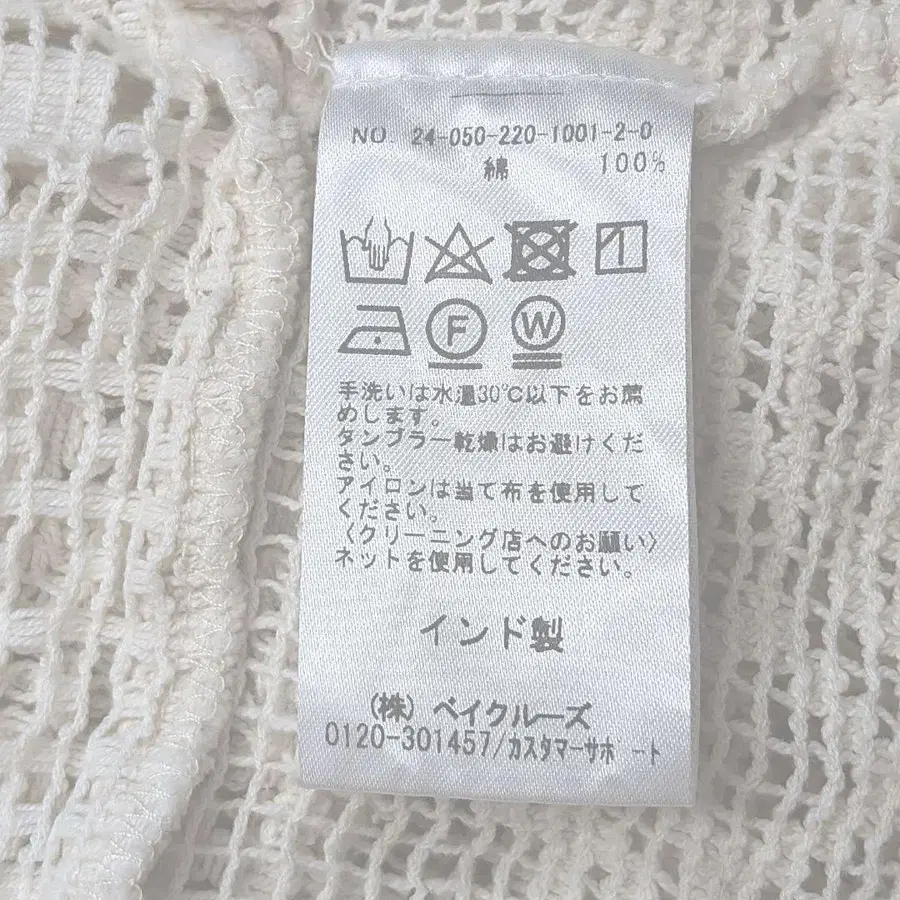 NO. 24-050-220-1001-2-0
綿 100%
F W
手洗いは水温30℃以下をお薦
めします。
タンブラー乾燥はお避けくだ
さい。
アイロンは当て布を使用して
ください。
〈クリーニング店へのお願い〉
ネットを使用してください。
インド製
(株) ベイクルーズ
0120-301457/カスタマーサポート